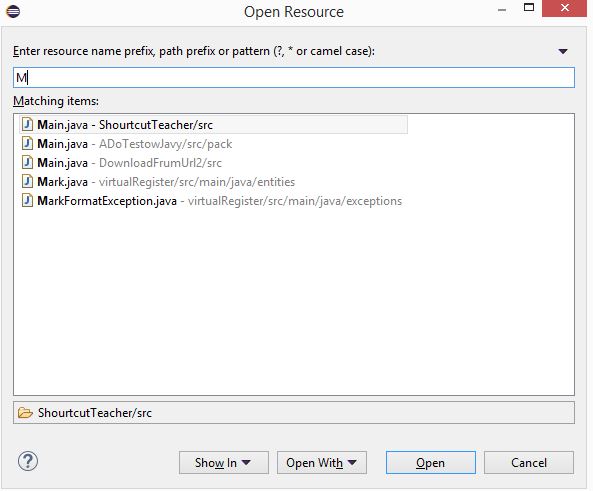 Open Resource
Enter resource name prefix, path prefix or pattern (?, * or camel case):
M
Matching items:
Main.java - ShourtcutTeacher/src
Main.java - ADoTestowJavy/src/pack
Main.java - DownloadFrumUrl2/src
Mark.java - virtualRegister/src/main/java/entities
MarkFormatException.java - virtualRegister/src/main/java/exceptions
ShourtcutTeacher/src
? Show In Open With Open Cancel